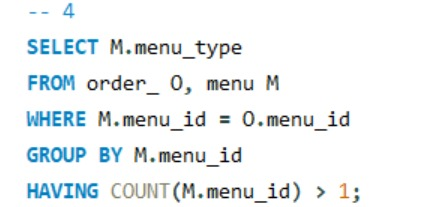 -- 4
SELECT M.menu_type
FROM order_ O, menu M
WHERE M.menu_id = O.menu_id
GROUP BY M.menu_id
HAVING COUNT(M.menu_id) > 1;